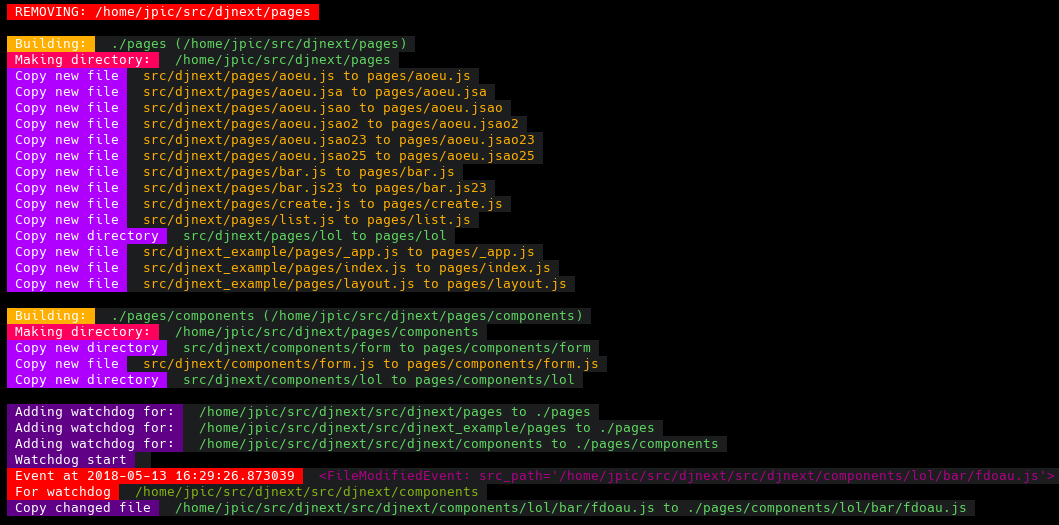 REMOVING: /home/jpic/src/djnext/pages
Building: ./pages (/home/jpic/src/djnext/pages)
Making directory: /home/jpic/src/djnext/pages
Copy new file src/djnext/pages/aoeu.js to pages/aoeu.js
Copy new file src/djnext/pages/aoeu.jsa to pages/aoeu.jsa
Copy new file src/djnext/pages/aoeu.jsao to pages/aoeu.jsao
Copy new file src/djnext/pages/aoeu.jsao2 to pages/aoeu.jsao2
Copy new file src/djnext/pages/aoeu.jsao23 to pages/aoeu.jsao23
Copy new file src/djnext/pages/aoeu.jsao25 to pages/aoeu.jsao25
Copy new file src/djnext/pages/bar.js to pages/bar.js
Copy new file src/djnext/pages/bar.js23 to pages/bar.js23
Copy new file src/djnext/pages/create.js to pages/create.js
Copy new file src/djnext/pages/list.js to pages/list.js
Copy new directory src/djnext/pages/lol to pages/lol
Copy new file src/djnext_example/pages/_app.js to pages/_app.js
Copy new file src/djnext_example/pages/index.js to pages/index.js
Copy new file src/djnext_example/pages/layout.js to pages/layout.js
Building: ./pages/components (/home/jpic/src/djnext/pages/components)
Making directory: /home/jpic/src/djnext/pages/components
Copy new directory src/djnext/components/form to pages/components/form
Copy new file src/djnext/components/form.js to pages/components/form.js
Copy new directory src/djnext/components/lol to pages/components/lol
Adding watchdog for: /home/jpic/src/djnext/src/djnext/pages to ./pages
Adding watchdog for: /home/jpic/src/djnext/src/djnext_example/pages to ./pages
Adding watchdog for: /home/jpic/src/djnext/src/djnext/components to ./pages/components
Watchdog start
Event at 2018-05-13 16:29:26.873039 <FileModifiedEvent: src_path='/home/jpic/src/djnext/src/djnext/components/lol/bar/fdoau.js'>
For watchdog /home/jpic/src/djnext/src/djnext/components
Copy changed file /home/jpic/src/djnext/src/djnext/components/lol/bar/fdoau.js to ./pages/components/lol/bar/fdoau.js